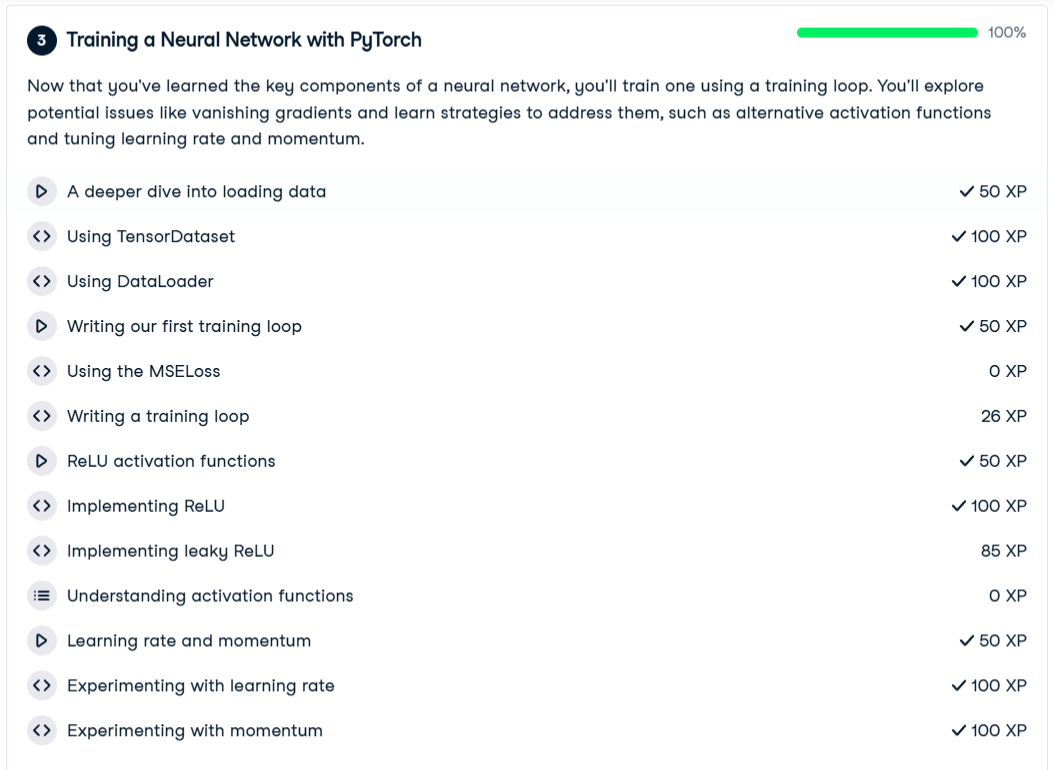 3 Training a Neural Network with PyTorch 100%
Now that you've learned the key components of a neural network, you'll train one using a training loop. You'll explore
potential issues like vanishing gradients and learn strategies to address them, such as alternative activation functions
and tuning learning rate and momentum.
A deeper dive into loading data ✓ 50 XP
Using TensorDataset ✓ 100 XP
Using DataLoader ✓ 100 XP
Writing our first training loop ✓ 50 XP
Using the MSELoss 0 XP
Writing a training loop 26 XP
ReLU activation functions ✓ 50 XP
Implementing ReLU ✓ 100 XP
Implementing leaky ReLU 85 XP
Understanding activation functions 0 XP
Learning rate and momentum ✓ 50 XP
Experimenting with learning rate ✓ 100 XP
Experimenting with momentum ✓ 100 XP